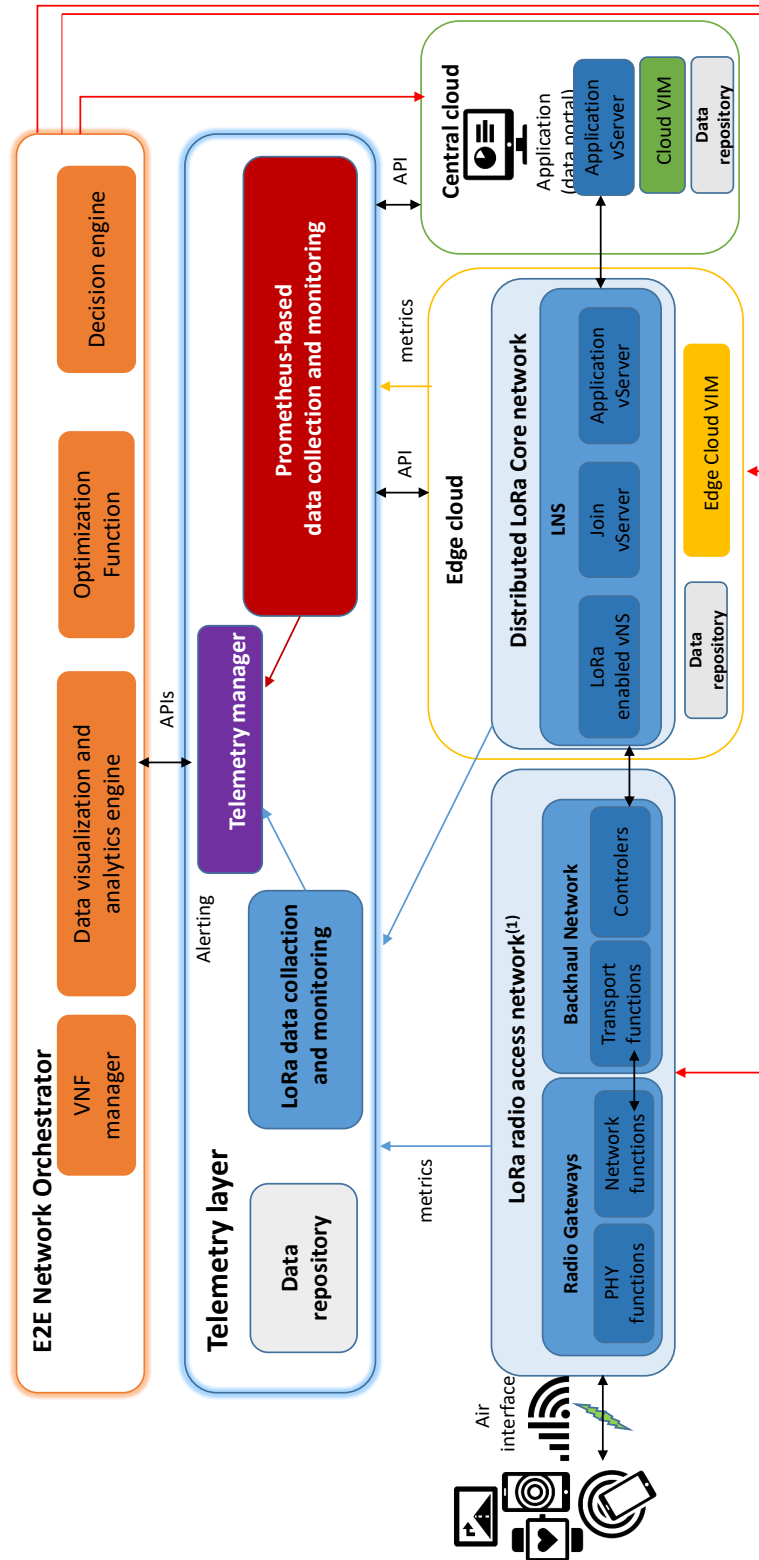 E2E Network Orchestrator
VNF
manager
Data visualization and
analytics engine
Optimization
Function
Decision engine
APIs
Telemetry layer
Data
repository
LoRa data collaction
and monitoring
Alerting
Telemetry manager
Prometheus-based
data collection and monitoring
metrics
API
metrics
API
Air
interface
LoRa radio access network(1)
Radio Gateways
PHY
functions
Network
functions
Backhaul Network
Transport
functions
Controlers
Edge cloud
Distributed LoRa Core network
LNS
LoRa
enabled vNS
Join
vServer
Application
vServer
Data
repository
Edge Cloud VIM
Central cloud
Application
(data portal)
Application
vServer
Cloud VIM
Data
repository